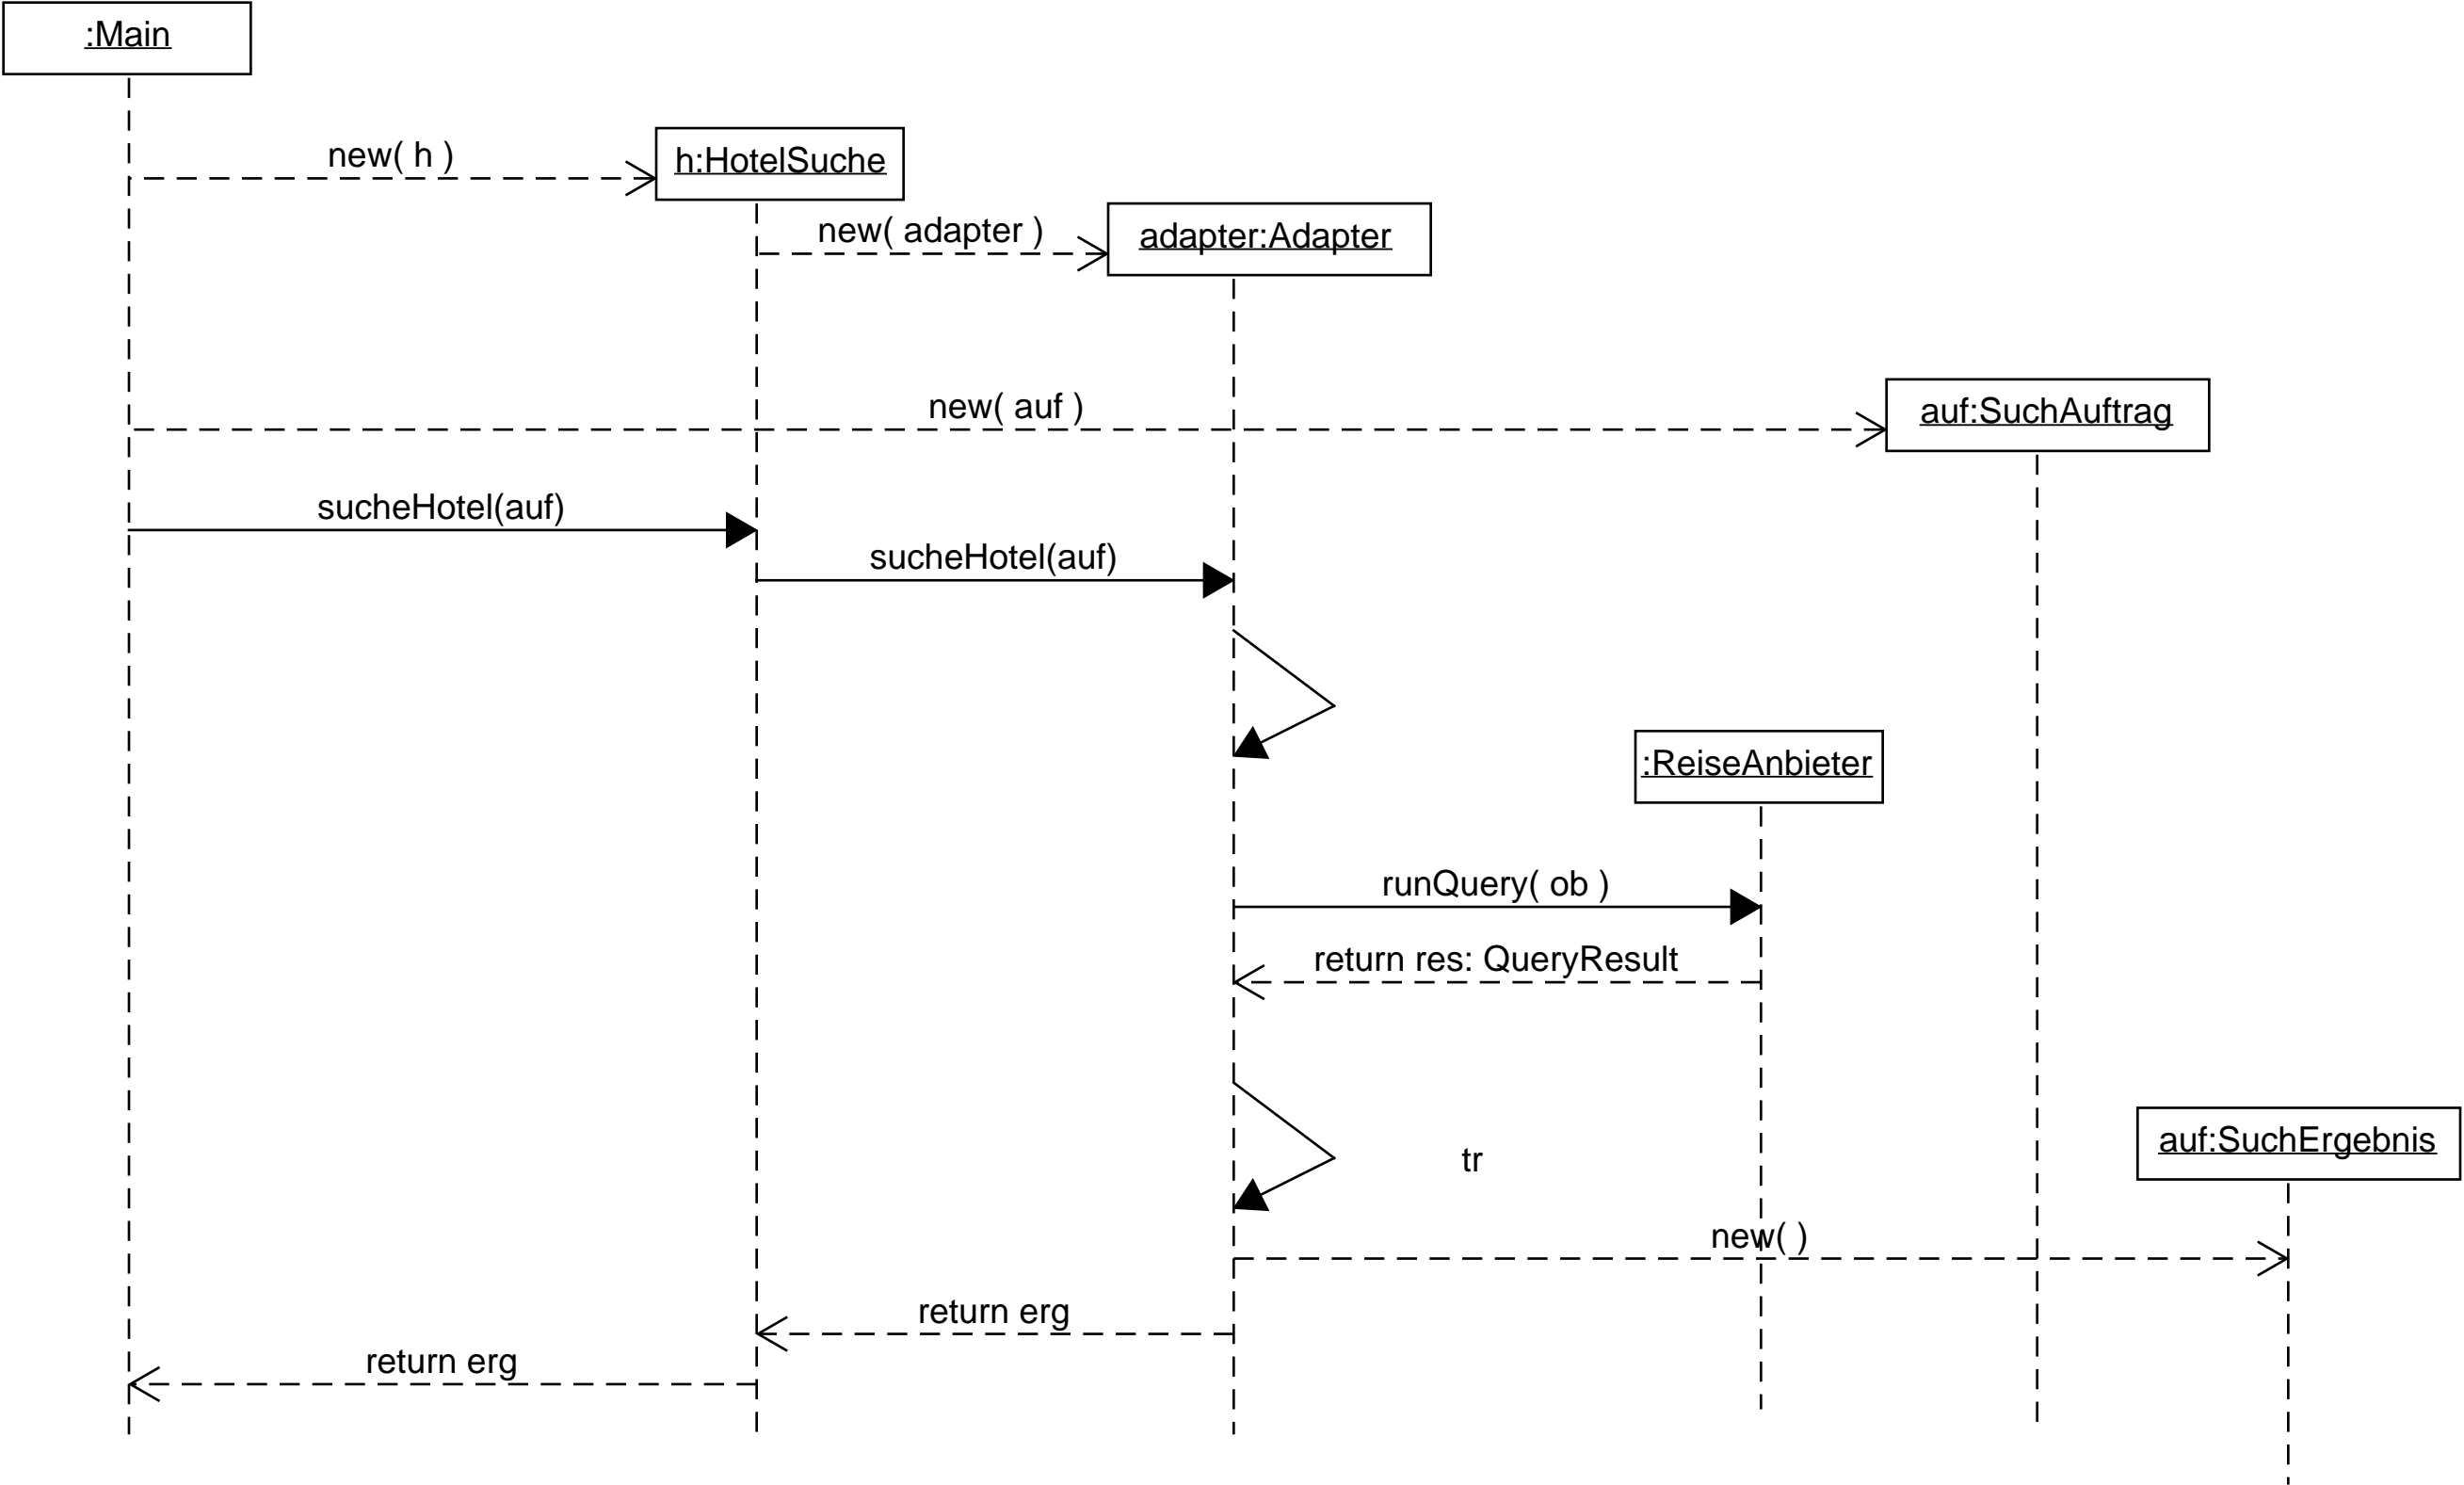 :Main
new( h )
h:HotelSuche
new( adapter )
adapter:Adapter
new( auf )
auf:SuchAuftrag
sucheHotel(auf)
sucheHotel(auf)
:ReiseAnbieter
runQuery( ob )
return res: QueryResult
auf:SuchErgebnis
tr
new( )
return erg
return erg